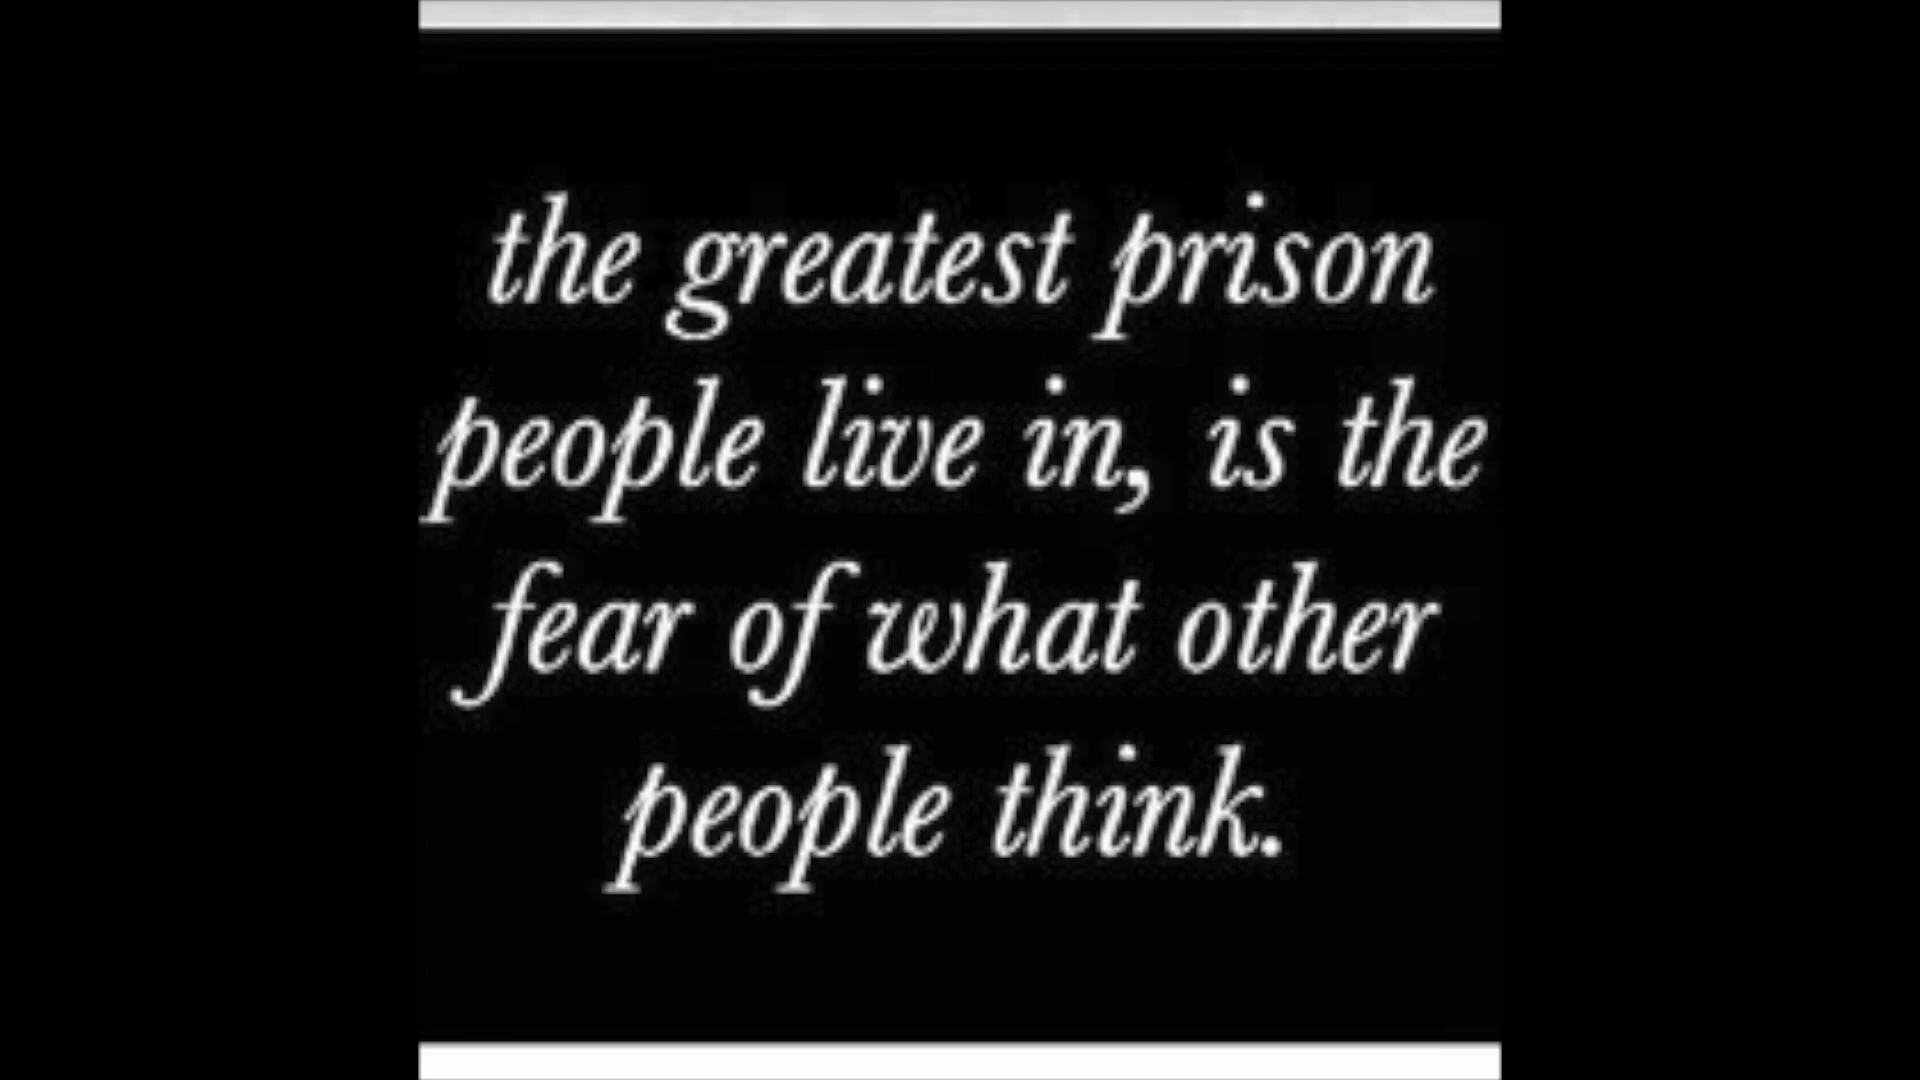 the greatest prison
people live in, is the
fear of what other
people think.